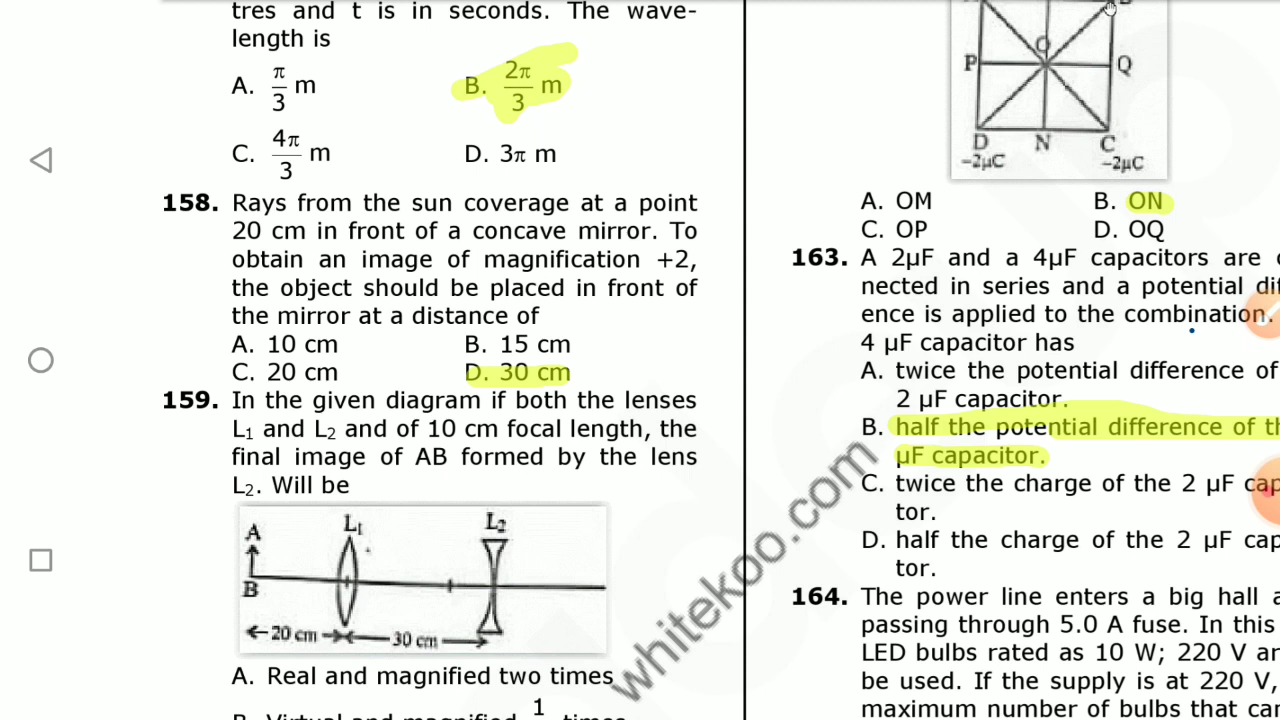 tres and t is in seconds. The wave-
length is
A. π/3 m B. 2π/3 m
C. 4π/3 m D. 3π m
158. Rays from the sun coverage at a point
20 cm in front of a concave mirror. To
obtain an image of magnification +2,
the object should be placed in front of
the mirror at a distance of
A. 10 cm B. 15 cm
C. 20 cm D. 30 cm
159. In the given diagram if both the lenses
L₁ and L₂ and of 10 cm focal length, the
final image of AB formed by the lens
L₂. Will be
A L₁ L₂
B
20 cm 30 cm
A. Real and magnified two times
B. Virtual and magnified 1 times
O
P Q
D N C
-2μC -2μC
A. OM B. ON
C. OP D. OQ
163. A 2μF and a 4μF capacitors are
nected in series and a potential dif
ence is applied to the combination.
4 μF capacitor has
A. twice the potential difference of
2 μF capacitor.
B. half the potential difference of th
μF capacitor.
C. twice the charge of the 2 μF cap
tor.
D. half the charge of the 2 μF cap
tor.
164. The power line enters a big hall a
passing through 5.0 A fuse. In this
LED bulbs rated as 10 W; 220 V ar
be used. If the supply is at 220 V,
maximum number of bulbs that can
whitekoo.com